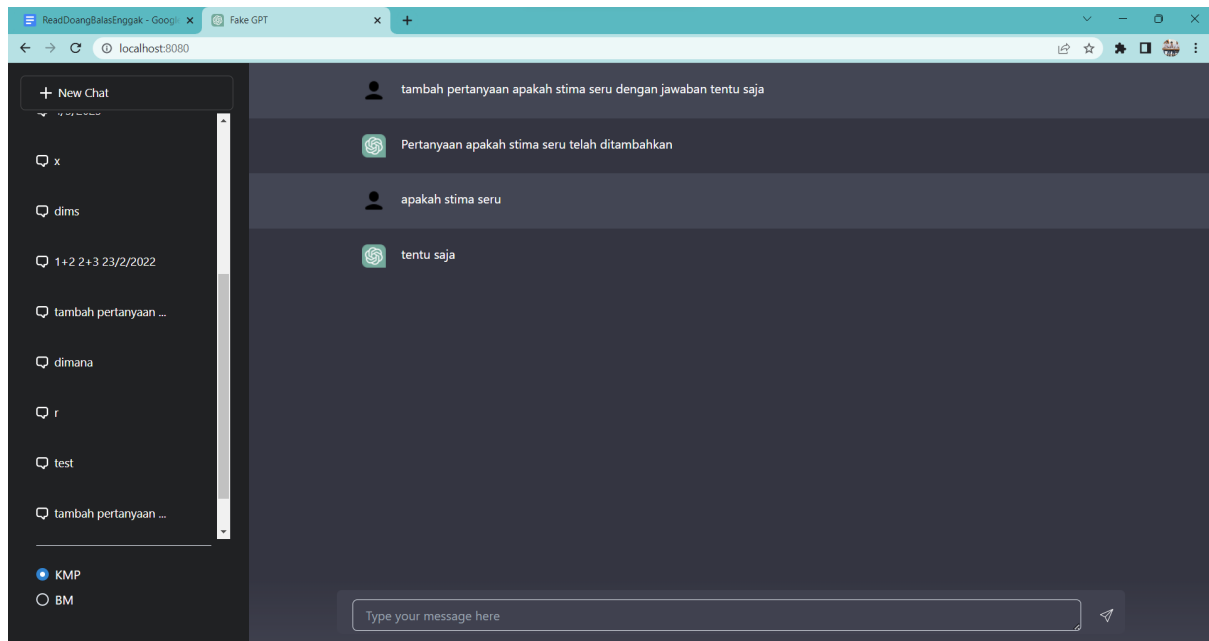 ReadDoangBalasEnggak - Googl
Fake GPT
localhost:8080
New Chat
x
dims
1+2 2+3 23/2/2022
tambah pertanyaan ...
dimana
r
test
tambah pertanyaan ...
KMP
BM
tambah pertanyaan apakah stima seru dengan jawaban tentu saja
Pertanyaan apakah stima seru telah ditambahkan
apakah stima seru
tentu saja
Type your message here